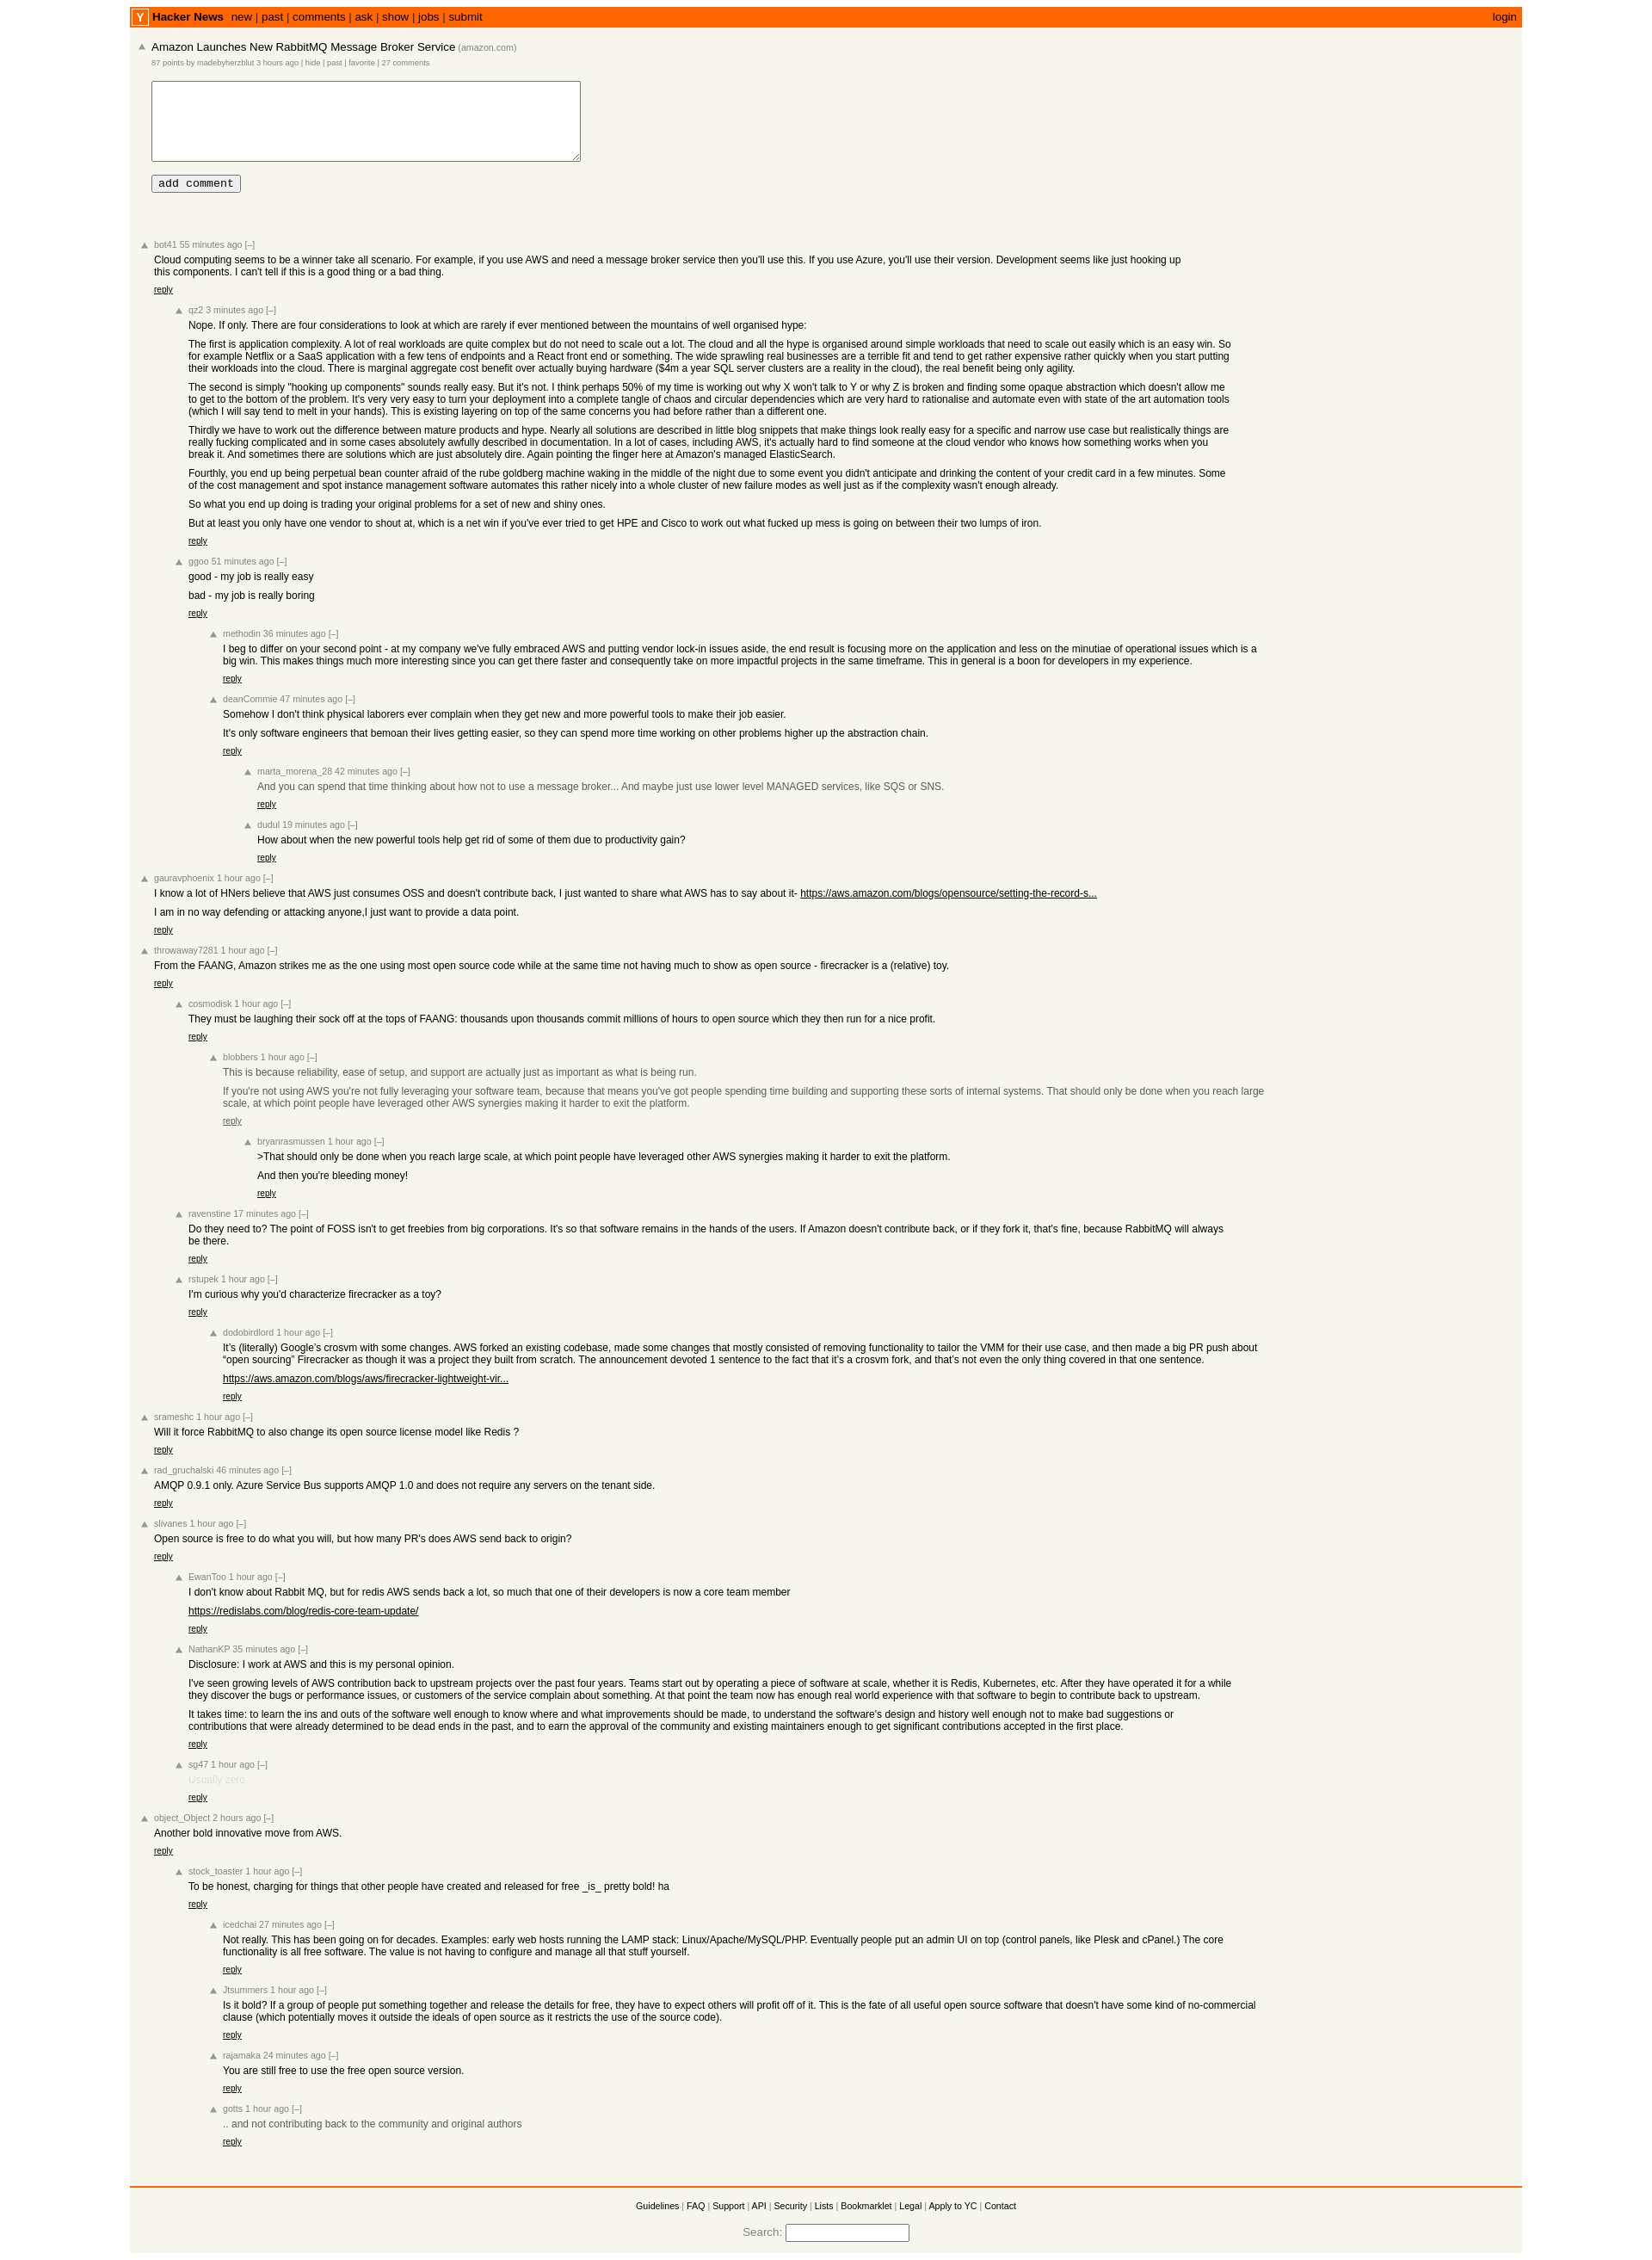 Y Hacker News new | past | comments | ask | show | jobs | submit login
Amazon Launches New RabbitMQ Message Broker Service (amazon.com)
87 points by madebyherzblut 3 hours ago | hide | past | favorite | 27 comments
add comment
bot41 55 minutes ago [–]
Cloud computing seems to be a winner take all scenario. For example, if you use AWS and need a message broker service then you'll use this. If you use Azure, you'll use their version. Development seems like just hooking up
this components. I can't tell if this is a good thing or a bad thing.
reply
qz2 3 minutes ago [–]
Nope. If only. There are four considerations to look at which are rarely if ever mentioned between the mountains of well organised hype:
The first is application complexity. A lot of real workloads are quite complex but do not need to scale out a lot. The cloud and all the hype is organised around simple workloads that need to scale out easily which is an easy win. So
for example Netflix or a SaaS application with a few tens of endpoints and a React front end or something. The wide sprawling real businesses are a terrible fit and tend to get rather expensive rather quickly when you start putting
their workloads into the cloud. There is marginal aggregate cost benefit over actually buying hardware ($4m a year SQL server clusters are a reality in the cloud), the real benefit being only agility.
The second is simply "hooking up components" sounds really easy. But it's not. I think perhaps 50% of my time is working out why X won't talk to Y or why Z is broken and finding some opaque abstraction which doesn't allow me
to get to the bottom of the problem. It's very very easy to turn your deployment into a complete tangle of chaos and circular dependencies which are very hard to rationalise and automate even with state of the art automation tools
(which I will say tend to melt in your hands). This is existing layering on top of the same concerns you had before rather than a different one.
Thirdly we have to work out the difference between mature products and hype. Nearly all solutions are described in little blog snippets that make things look really easy for a specific and narrow use case but realistically things are
really fucking complicated and in some cases absolutely awfully described in documentation. In a lot of cases, including AWS, it's actually hard to find someone at the cloud vendor who knows how something works when you
break it. And sometimes there are solutions which are just absolutely dire. Again pointing the finger here at Amazon's managed ElasticSearch.
Fourthly, you end up being perpetual bean counter afraid of the rube goldberg machine waking in the middle of the night due to some event you didn't anticipate and drinking the content of your credit card in a few minutes. Some
of the cost management and spot instance management software automates this rather nicely into a whole cluster of new failure modes as well just as if the complexity wasn't enough already.
So what you end up doing is trading your original problems for a set of new and shiny ones.
But at least you only have one vendor to shout at, which is a net win if you've ever tried to get HPE and Cisco to work out what fucked up mess is going on between their two lumps of iron.
reply
ggoo 51 minutes ago [–]
good - my job is really easy
bad - my job is really boring
reply
methodin 36 minutes ago [–]
I beg to differ on your second point - at my company we've fully embraced AWS and putting vendor lock-in issues aside, the end result is focusing more on the application and less on the minutiae of operational issues which is a
big win. This makes things much more interesting since you can get there faster and consequently take on more impactful projects in the same timeframe. This in general is a boon for developers in my experience.
reply
deanCommie 47 minutes ago [–]
Somehow I don't think physical laborers ever complain when they get new and more powerful tools to make their job easier.
It's only software engineers that bemoan their lives getting easier, so they can spend more time working on other problems higher up the abstraction chain.
reply
marta_morena_28 42 minutes ago [–]
And you can spend that time thinking about how not to use a message broker... And maybe just use lower level MANAGED services, like SQS or SNS.
reply
dudul 19 minutes ago [–]
How about when the new powerful tools help get rid of some of them due to productivity gain?
reply
gauravphoenix 1 hour ago [–]
I know a lot of HNers believe that AWS just consumes OSS and doesn't contribute back, I just wanted to share what AWS has to say about it- https://aws.amazon.com/blogs/opensource/setting-the-record-s...
I am in no way defending or attacking anyone,I just want to provide a data point.
reply
throwaway7281 1 hour ago [–]
From the FAANG, Amazon strikes me as the one using most open source code while at the same time not having much to show as open source - firecracker is a (relative) toy.
reply
cosmodisk 1 hour ago [–]
They must be laughing their sock off at the tops of FAANG: thousands upon thousands commit millions of hours to open source which they then run for a nice profit.
reply
blobbers 1 hour ago [–]
This is because reliability, ease of setup, and support are actually just as important as what is being run.
If you're not using AWS you're not fully leveraging your software team, because that means you've got people spending time building and supporting these sorts of internal systems. That should only be done when you reach large
scale, at which point people have leveraged other AWS synergies making it harder to exit the platform.
reply
bryanrasmussen 1 hour ago [–]
>That should only be done when you reach large scale, at which point people have leveraged other AWS synergies making it harder to exit the platform.
And then you're bleeding money!
reply
ravenstine 17 minutes ago [–]
Do they need to? The point of FOSS isn't to get freebies from big corporations. It's so that software remains in the hands of the users. If Amazon doesn't contribute back, or if they fork it, that's fine, because RabbitMQ will always
be there.
reply
rstupek 1 hour ago [–]
I'm curious why you'd characterize firecracker as a toy?
reply
dodobirdlord 1 hour ago [–]
It’s (literally) Google’s crosvm with some changes. AWS forked an existing codebase, made some changes that mostly consisted of removing functionality to tailor the VMM for their use case, and then made a big PR push about
“open sourcing” Firecracker as though it was a project they built from scratch. The announcement devoted 1 sentence to the fact that it’s a crosvm fork, and that’s not even the only thing covered in that one sentence.
https://aws.amazon.com/blogs/aws/firecracker-lightweight-vir...
reply
srameshc 1 hour ago [–]
Will it force RabbitMQ to also change its open source license model like Redis ?
reply
rad_gruchalski 46 minutes ago [–]
AMQP 0.9.1 only. Azure Service Bus supports AMQP 1.0 and does not require any servers on the tenant side.
reply
slivanes 1 hour ago [–]
Open source is free to do what you will, but how many PR's does AWS send back to origin?
reply
EwanToo 1 hour ago [–]
I don't know about Rabbit MQ, but for redis AWS sends back a lot, so much that one of their developers is now a core team member
https://redislabs.com/blog/redis-core-team-update/
reply
NathanKP 35 minutes ago [–]
Disclosure: I work at AWS and this is my personal opinion.
I've seen growing levels of AWS contribution back to upstream projects over the past four years. Teams start out by operating a piece of software at scale, whether it is Redis, Kubernetes, etc. After they have operated it for a while
they discover the bugs or performance issues, or customers of the service complain about something. At that point the team now has enough real world experience with that software to begin to contribute back to upstream.
It takes time: to learn the ins and outs of the software well enough to know where and what improvements should be made, to understand the software's design and history well enough not to make bad suggestions or
contributions that were already determined to be dead ends in the past, and to earn the approval of the community and existing maintainers enough to get significant contributions accepted in the first place.
reply
sg47 1 hour ago [–]
Usually zero.
reply
object_Object 2 hours ago [–]
Another bold innovative move from AWS.
reply
stock_toaster 1 hour ago [–]
To be honest, charging for things that other people have created and released for free _is_ pretty bold! ha
reply
icedchai 27 minutes ago [–]
Not really. This has been going on for decades. Examples: early web hosts running the LAMP stack: Linux/Apache/MySQL/PHP. Eventually people put an admin UI on top (control panels, like Plesk and cPanel.) The core
functionality is all free software. The value is not having to configure and manage all that stuff yourself.
reply
Jtsummers 1 hour ago [–]
Is it bold? If a group of people put something together and release the details for free, they have to expect others will profit off of it. This is the fate of all useful open source software that doesn't have some kind of no-commercial
clause (which potentially moves it outside the ideals of open source as it restricts the use of the source code).
reply
rajamaka 24 minutes ago [–]
You are still free to use the free open source version.
reply
gotts 1 hour ago [–]
.. and not contributing back to the community and original authors
reply
Guidelines | FAQ | Support | API | Security | Lists | Bookmarklet | Legal | Apply to YC | Contact
Search: